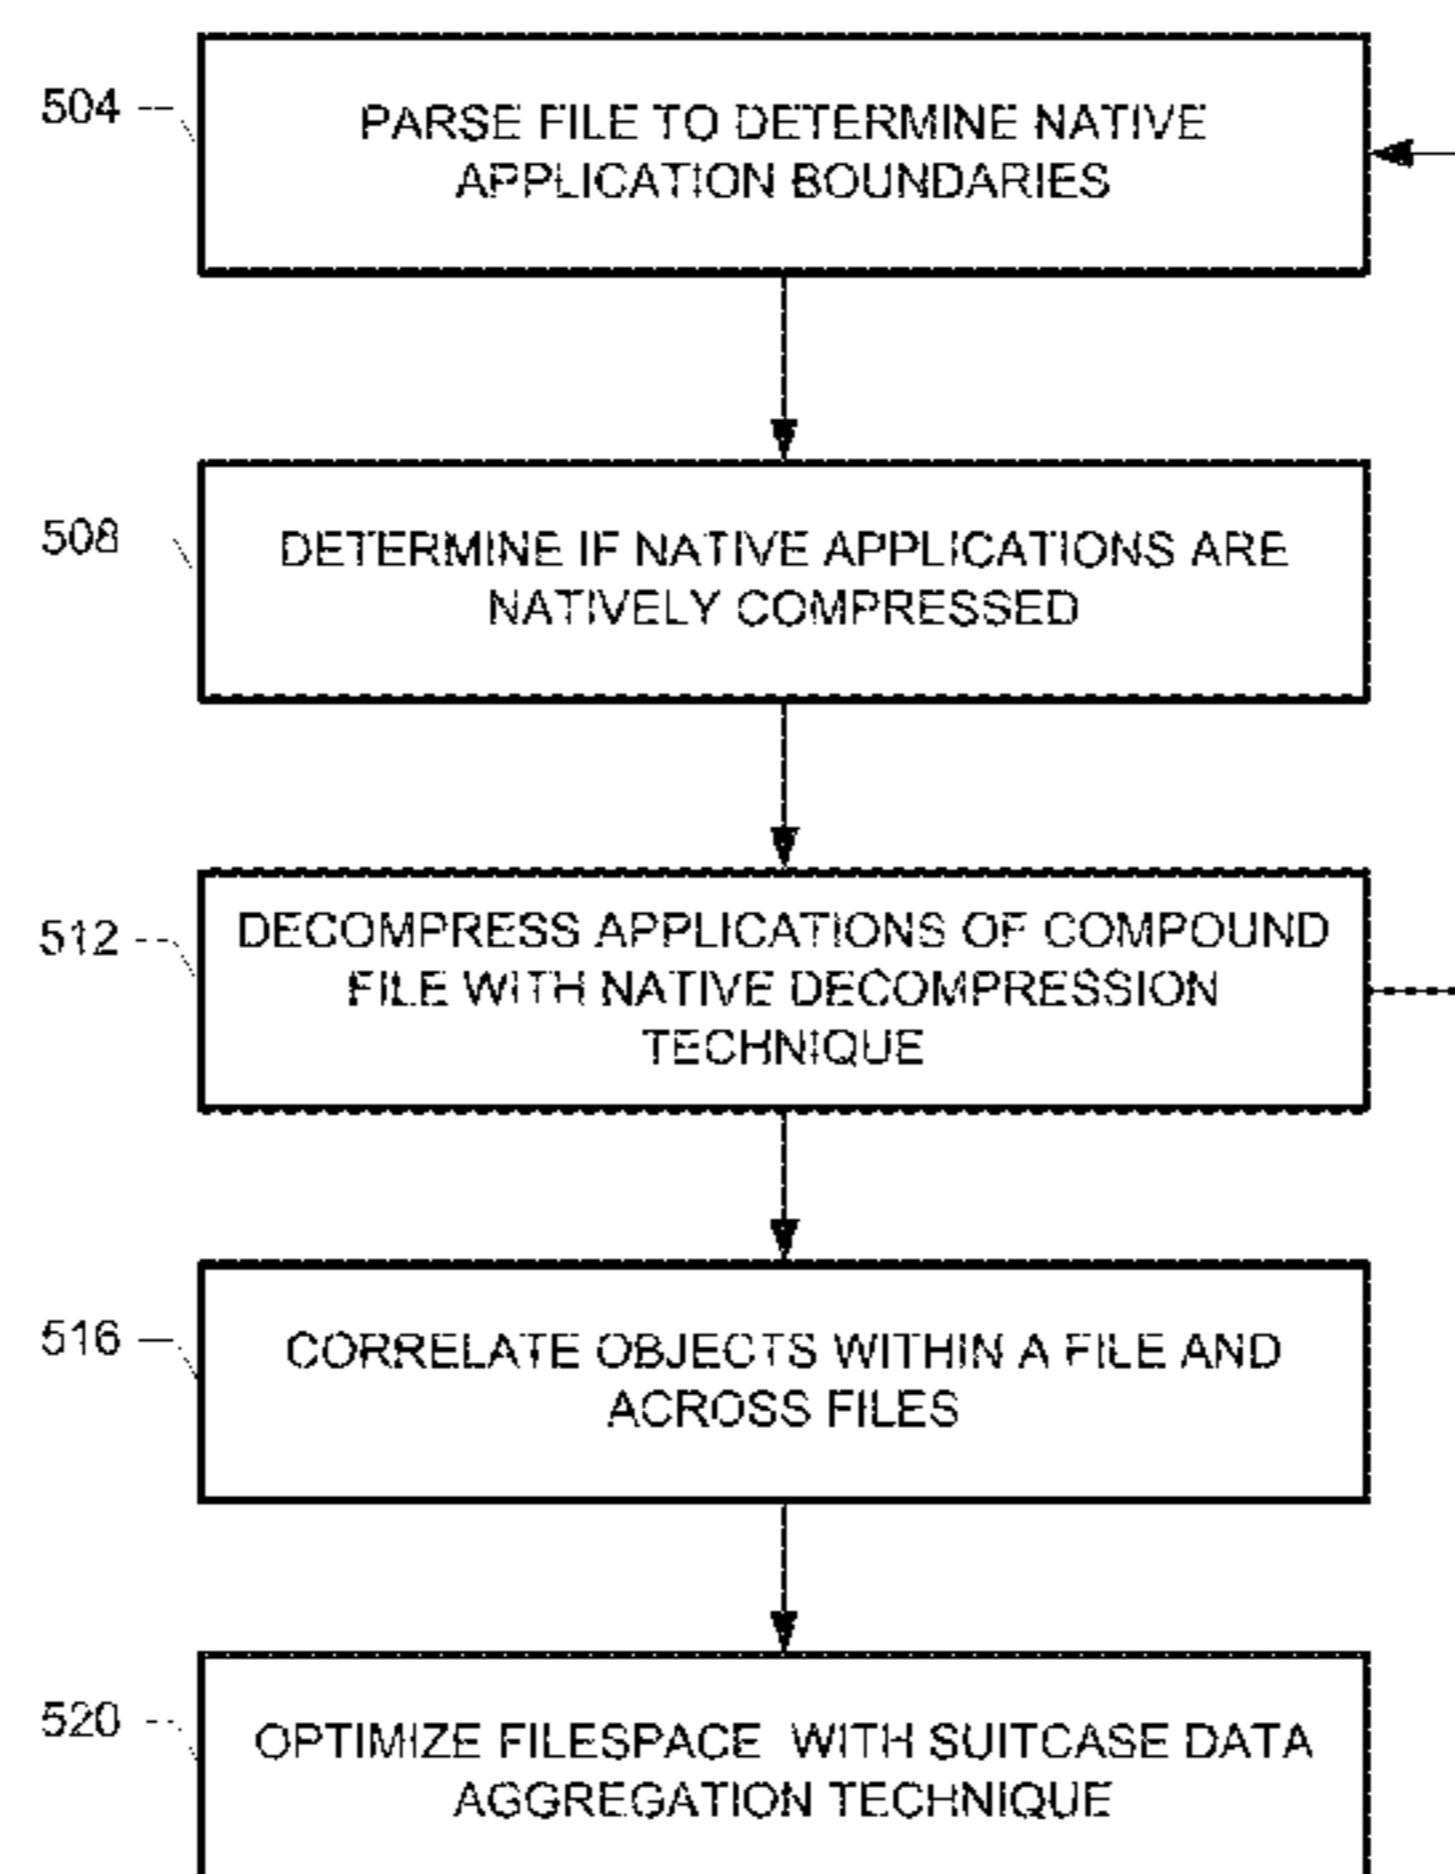 504
PARSE FILE TO DETERMINE NATIVE
APPLICATION BOUNDARIES
508
DETERMINE IF NATIVE APPLICATIONS ARE
NATIVELY COMPRESSED
512
DECOMPRESS APPLICATIONS OF COMPOUND
FILE WITH NATIVE DECOMPRESSION
TECHNIQUE
516
CORRELATE OBJECTS WITHIN A FILE AND
ACROSS FILES
520
OPTIMIZE FILESPACE WITH SUITCASE DATA
AGGREGATION TECHNIQUE